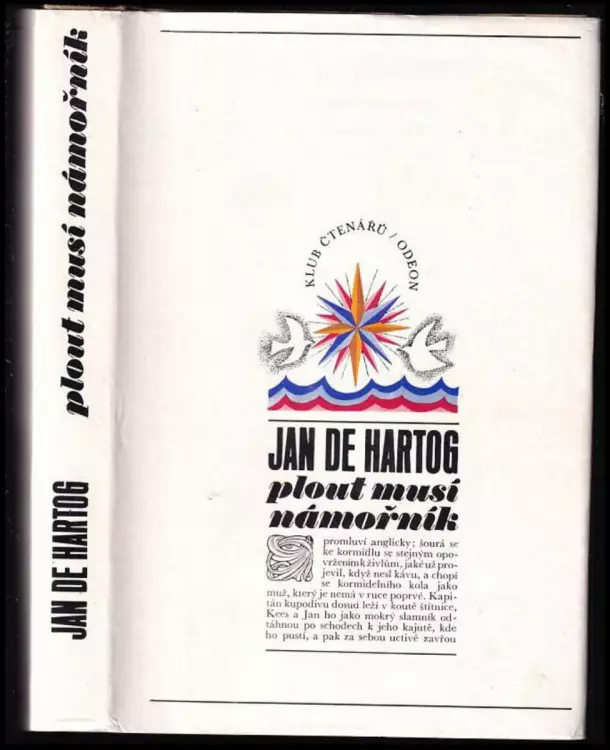 plout musí námořník
JAN DE HARTOG
KLUB ČTENÁŘŮ / ODEON
JAN DE HARTOG
plout musí
námořník
promluví anglicky; šourá se
ke kormidlu se stejným opo-
vržením k živlům, jaké už pro-
jevil, když nesl kávu, a chopí
se kormidelního kola jako
muž, který je nemá v ruce poprvé. Kapi-
tán kupodivu dosud leží v koutě štítnice,
Kees a Jan ho jako mokrý slamník od-
táhnou po schodech k jeho kajutě, kde
ho pustí, a pak za sebou uctivě zavřou